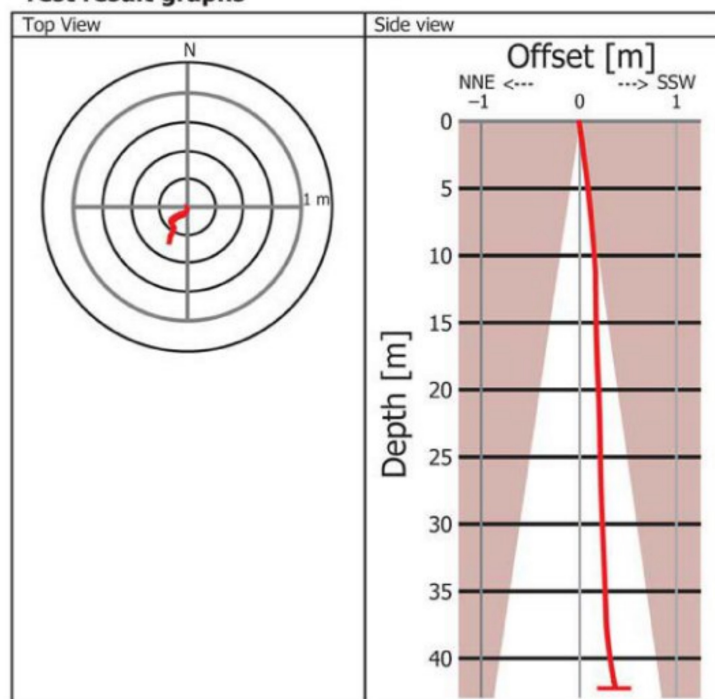 Test result graphs
Top View
Side view
N
1 m
Offset [m]
NNE <--- ---> SSW
−1 0 1
Depth [m]
0
5
10
15
20
25
30
35
40